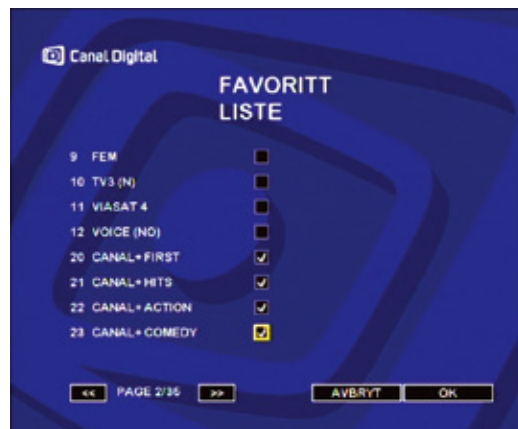 Canal Digital
FAVORITT
LISTE
9 FEM
10 TV3 (N)
11 VIASAT 4
12 VOICE (NO)
20 CANAL+ FIRST
21 CANAL+ HITS
22 CANAL+ ACTION
23 CANAL+ COMEDY
<< PAGE 2/35 >> AVBRYT OK